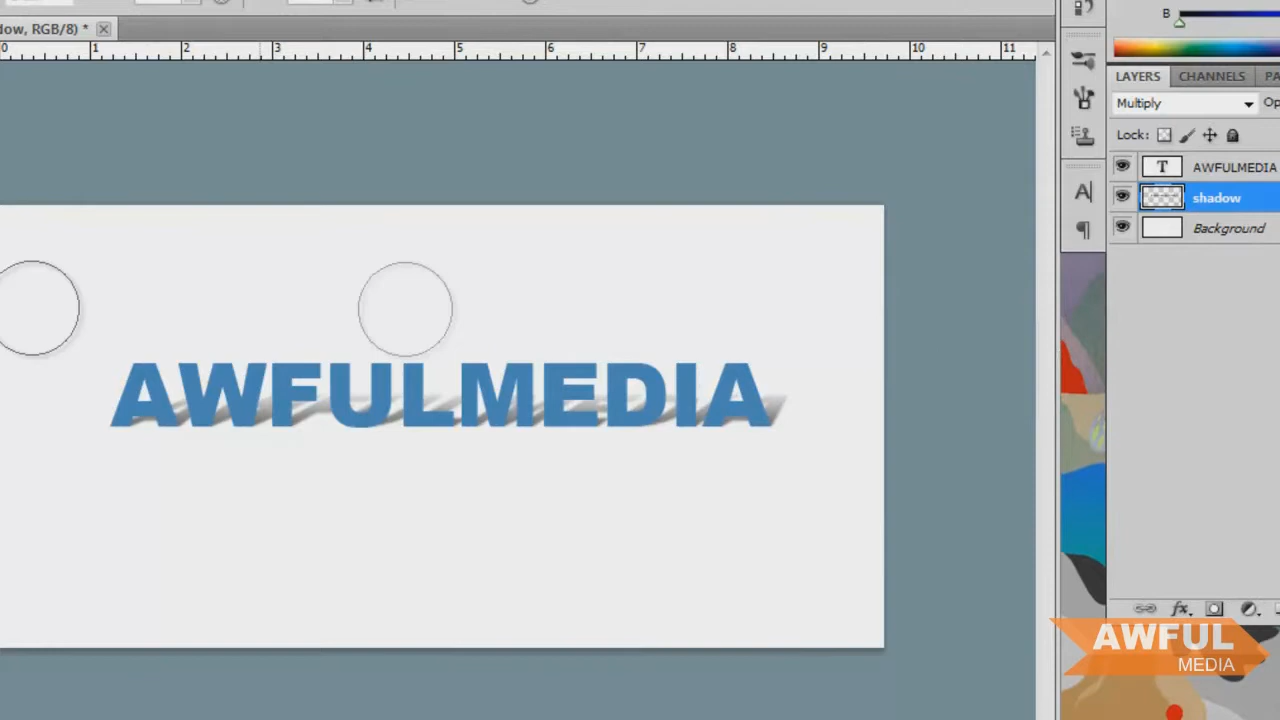 dow, RGB/8) *
0 1 2 3 4 5 6 7 8 9 10 11
B
LAYERS CHANNELS PA
Multiply Op
Lock:
T AWFULMEDIA
shadow
Background
A
AWFULMEDIA
AWFUL
MEDIA